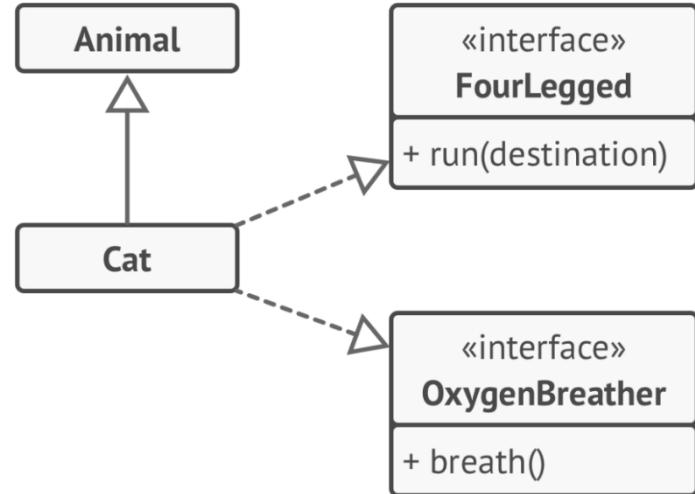 Animal
Cat
«interface»
FourLegged
+ run(destination)
«interface»
OxygenBreather
+ breath()